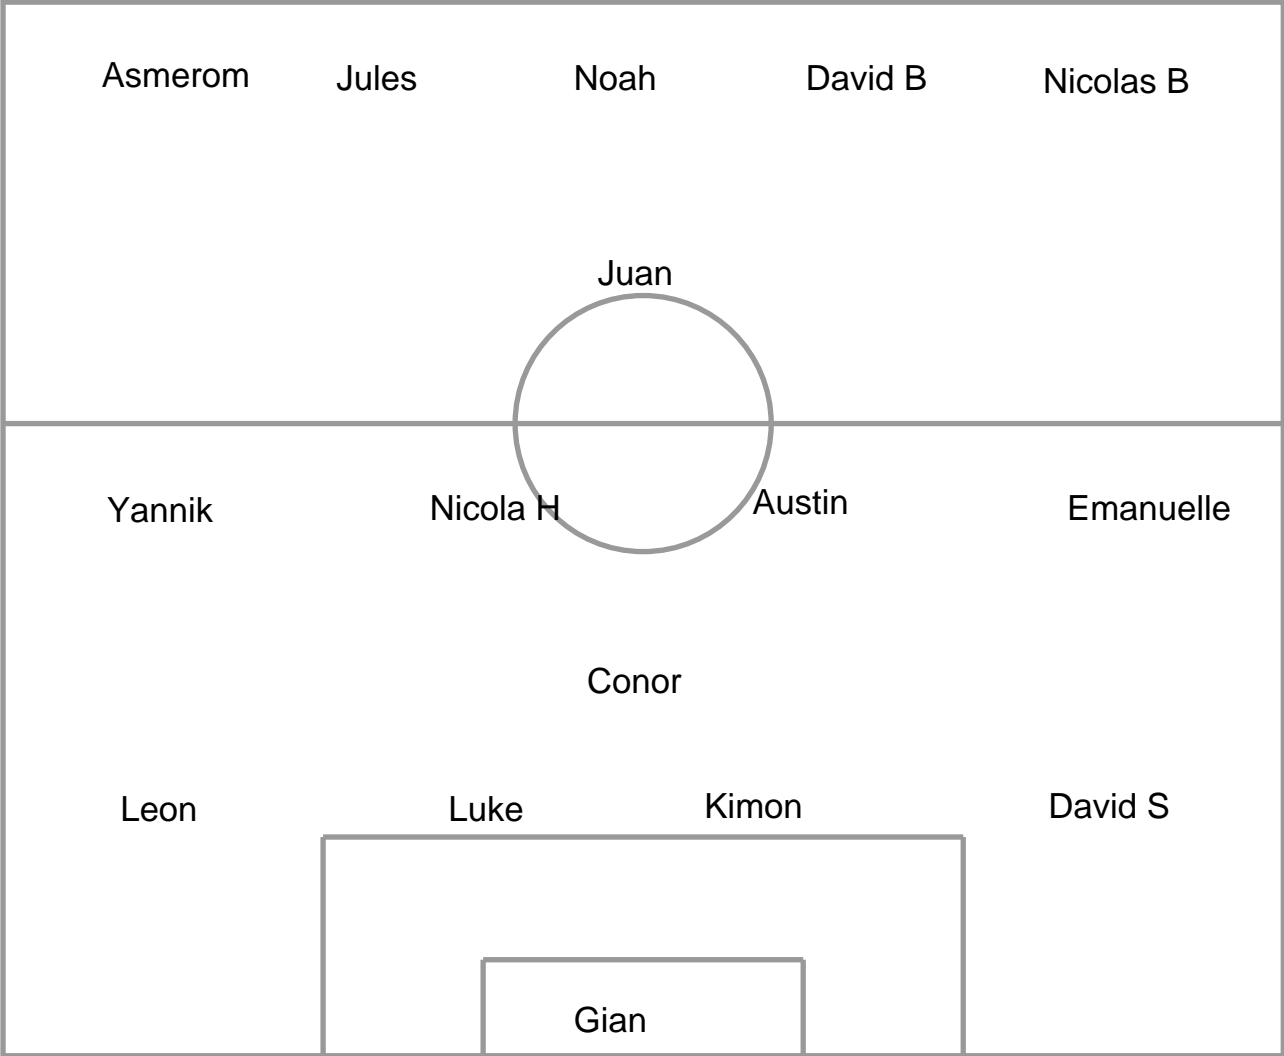 Asmerom Jules Noah David B Nicolas B
Juan
Yannik Nicola H Austin Emanuelle
Conor
Leon Luke Kimon David S
Gian